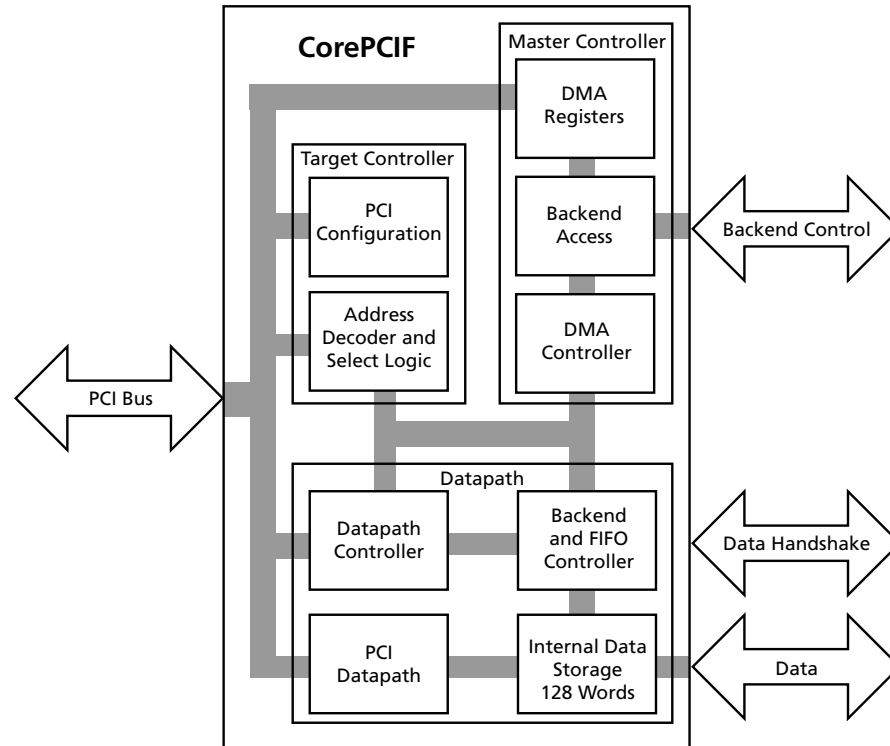 CorePCIF
Master Controller
DMA
Registers
Target Controller
PCI
Configuration
Backend
Access
Backend Control
Address
Decoder and
Select Logic
DMA
Controller
PCI Bus
Datapath
Datapath
Controller
Backend
and FIFO
Controller
Data Handshake
PCI
Datapath
Internal Data
Storage
128 Words
Data